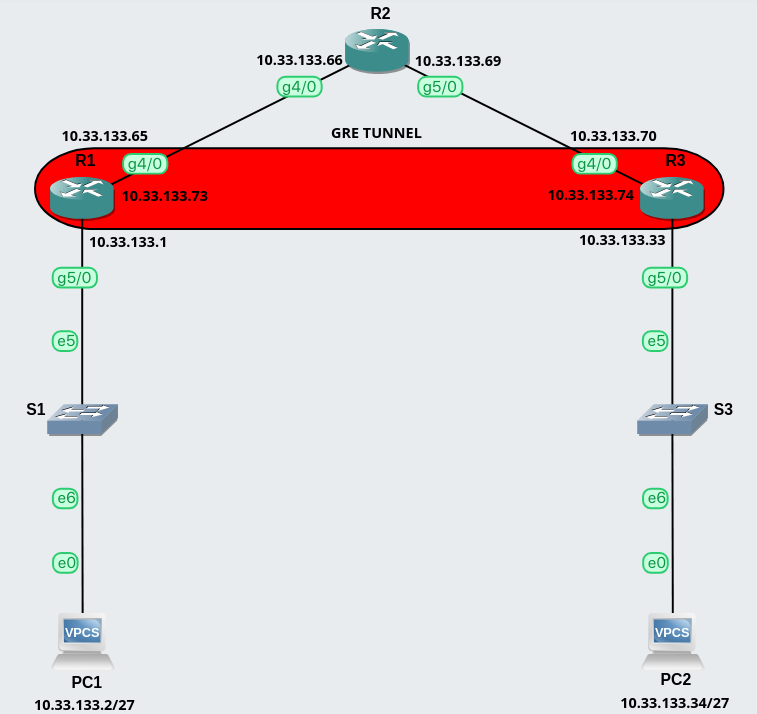 R2
10.33.133.66
10.33.133.69
g4/0
g5/0
10.33.133.65
GRE TUNNEL
10.33.133.70
R1
g4/0
g4/0
R3
10.33.133.73
10.33.133.74
10.33.133.1
10.33.133.33
g5/0
g5/0
e5
e5
S1
S3
e6
e6
e0
e0
VPCS
VPCS
PC1
PC2
10.33.133.2/27
10.33.133.34/27